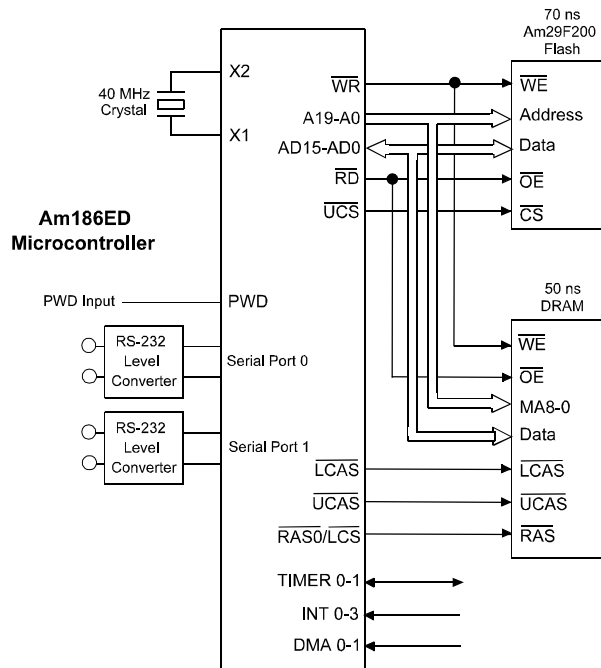 70 ns
Am29F200
Flash
X2
40 MHz
Crystal
X1
WR
A19-A0
AD15-AD0
RD
UCS
WE
Address
Data
OE
CS
Am186ED
Microcontroller
PWD Input
PWD
RS-232
Level
Converter
Serial Port 0
RS-232
Level
Converter
Serial Port 1
50 ns
DRAM
WE
OE
MA8-0
Data
LCAS
LCAS
UCAS
UCAS
RAS0/LCS
RAS
TIMER 0-1
INT 0-3
DMA 0-1